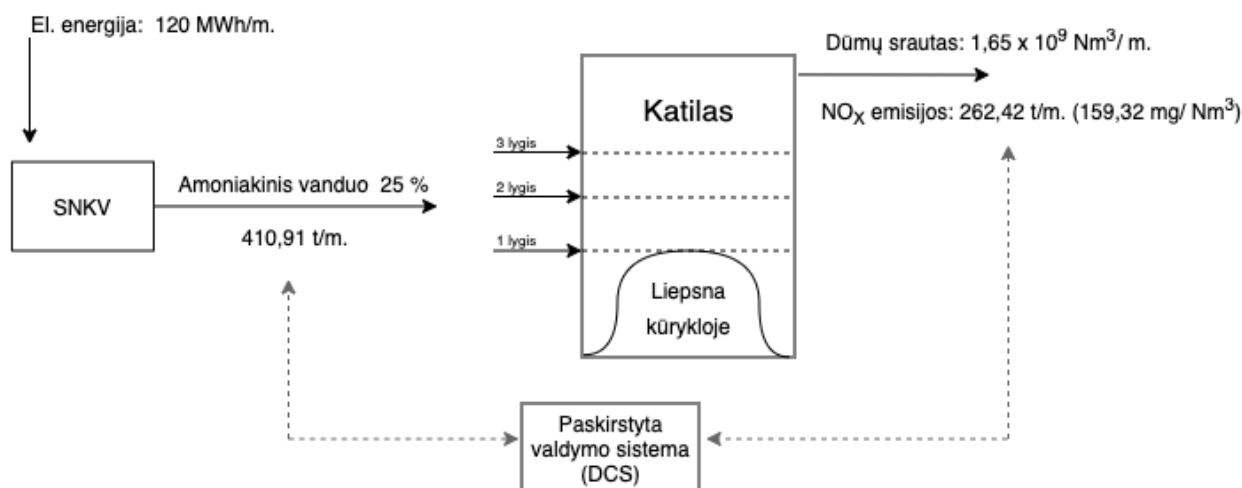 El. energija:  120 MWh/m.
Dūmų srautas: 1,65 x 10⁹ Nm³/ m.
Katilas
NOX emisijos: 262,42 t/m. (159,32 mg/ Nm³)
3 lygis
Amoniakinis vanduo  25 %
2 lygis
SNKV
410,91 t/m.
1 lygis
Liepsna
kūrykloje
Paskirstyta
valdymo sistema
(DCS)